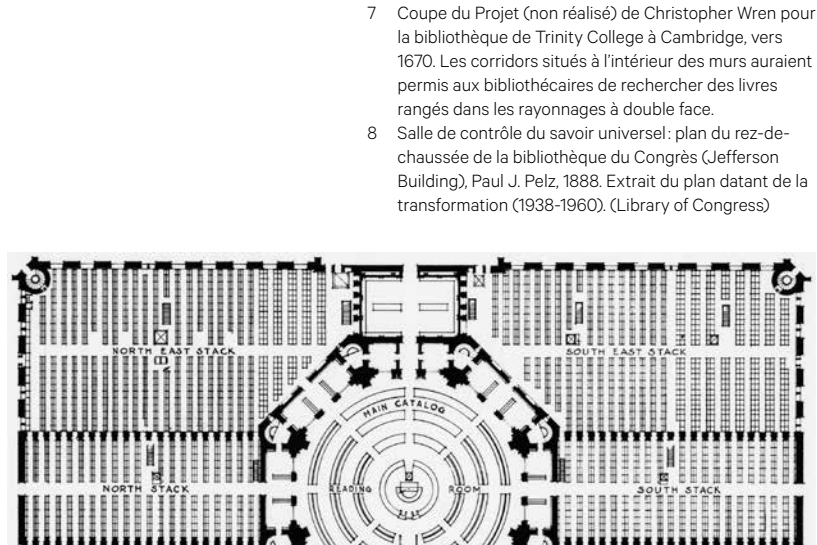 7 Coupe du Projet (non réalisé) de Christopher Wren pour
la bibliothèque de Trinity College à Cambridge, vers
1670. Les corridors situés à l'intérieur des murs auraient
permis aux bibliothécaires de rechercher des livres
rangés dans les rayonnages à double face.
8 Salle de contrôle du savoir universel : plan du rez-de-
chaussée de la bibliothèque du Congrès (Jefferson
Building), Paul J. Pelz, 1888. Extrait du plan datant de la
transformation (1938-1960). (Library of Congress)
NORTH EAST STACK
SOUTH EAST STACK
MAIN CATALOG
NORTH STACK
READING ROOM
SOUTH STACK